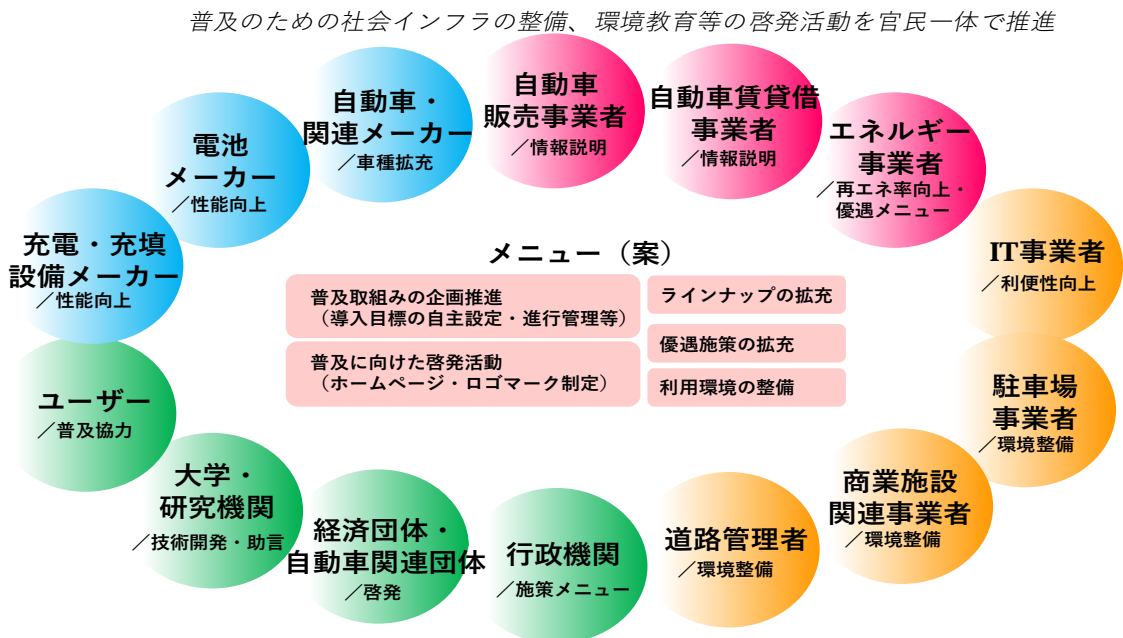 普及のための社会インフラの整備、環境教育等の啓発活動を官民一体で推進
自動車・
関連メーカー
／車種拡充
自動車
販売事業者
／情報説明
自動車賃貸借
事業者
／情報説明
エネルギー
事業者
／再エネ率向上・
優遇メニュー
IT事業者
／利便性向上
駐車場
事業者
／環境整備
商業施設
関連事業者
／環境整備
道路管理者
／環境整備
行政機関
／施策メニュー
経済団体・
自動車関連団体
／啓発
大学・
研究機関
／技術開発・助言
ユーザー
／普及協力
充電・充填
設備メーカー
／性能向上
電池
メーカー
／性能向上
メニュー（案）
普及取組みの企画推進
（導入目標の自主設定・進行管理等）
普及に向けた啓発活動
（ホームページ・ロゴマーク制定）
ラインナップの拡充
優遇施策の拡充
利用環境の整備